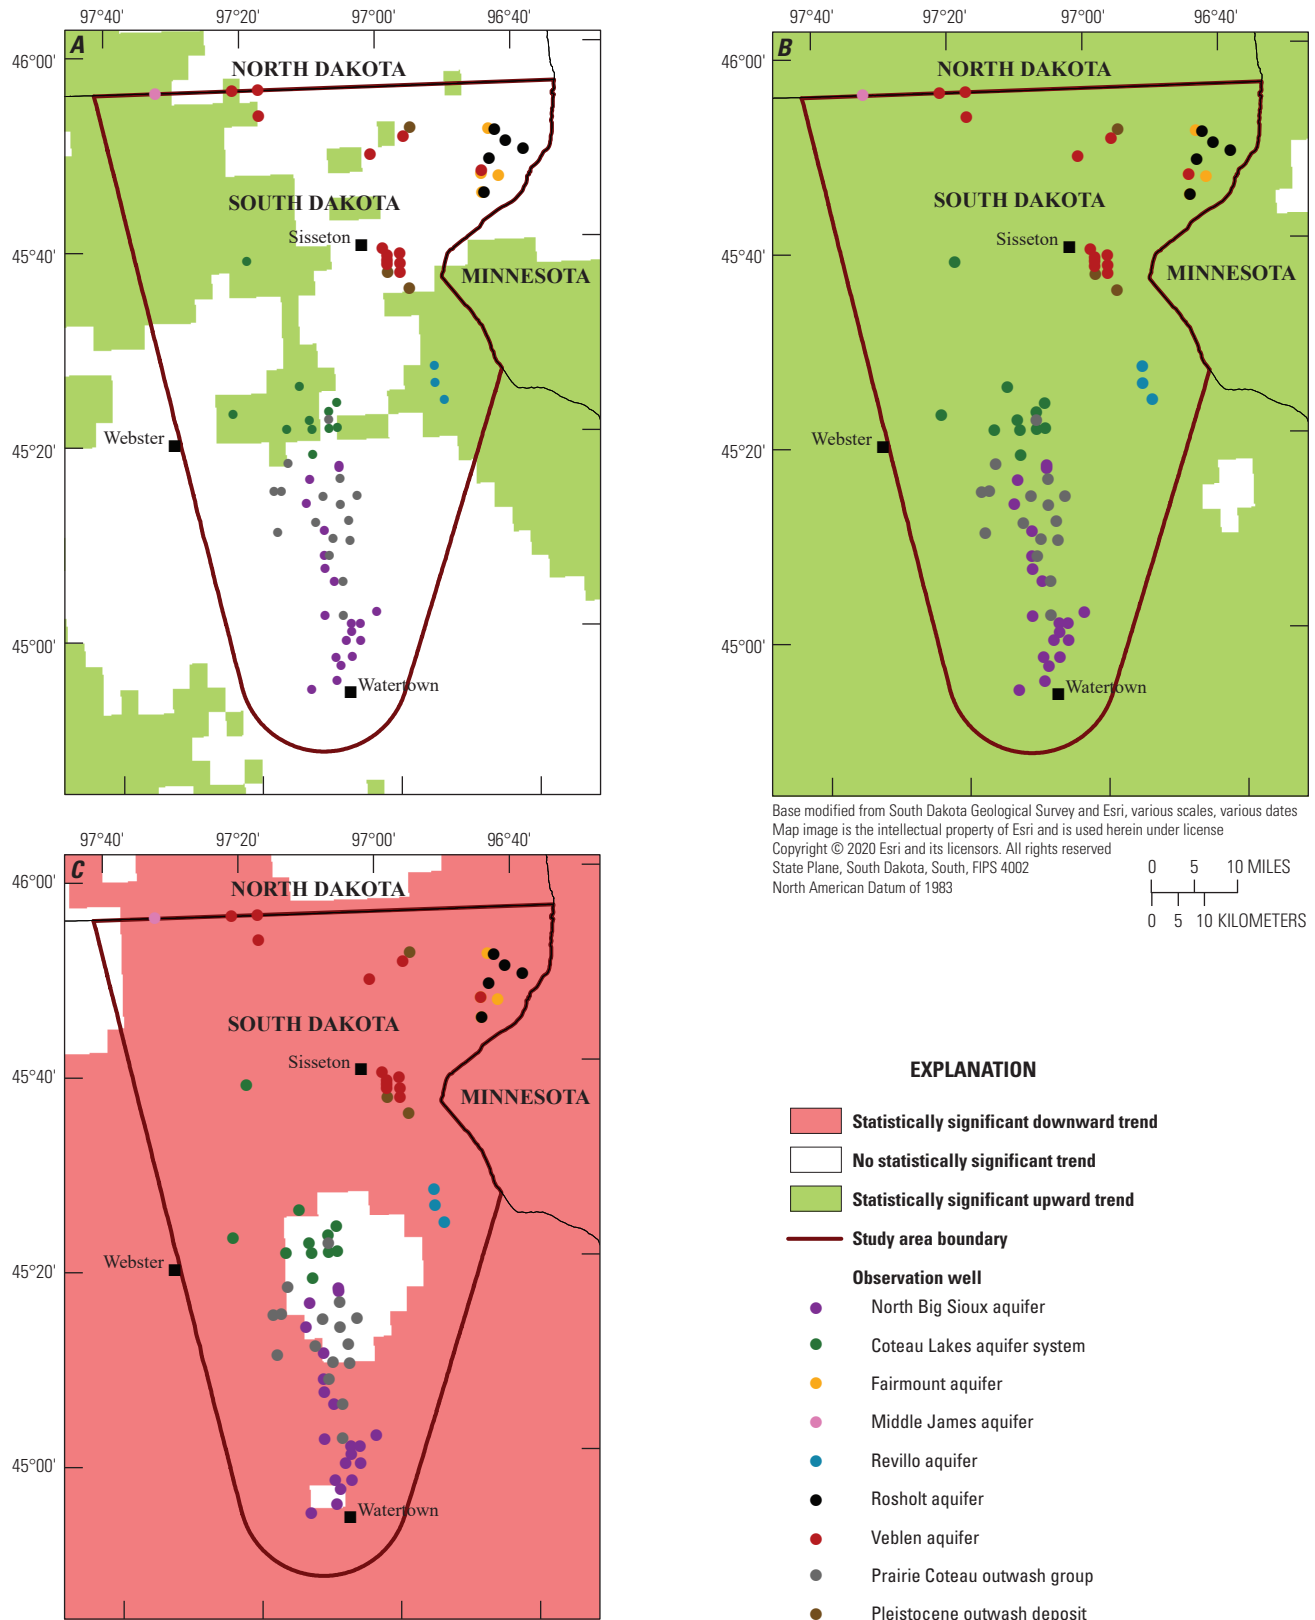 97°40' 97°20' 97°00' 96°40'
A
46°00'
NORTH DAKOTA
SOUTH DAKOTA
Sisseton
45°40'
MINNESOTA
Webster
45°20'
45°00'
Watertown
97°40' 97°20' 97°00' 96°40'
B
46°00'
NORTH DAKOTA
SOUTH DAKOTA
Sisseton
45°40'
MINNESOTA
Webster
45°20'
45°00'
Watertown
Base modified from South Dakota Geological Survey and Esri, various scales, various dates
Map image is the intellectual property of Esri and is used herein under license
Copyright © 2020 Esri and its licensors. All rights reserved
State Plane, South Dakota, South, FIPS 4002
North American Datum of 1983
0 5 10 MILES
0 5 10 KILOMETERS
97°40' 97°20' 97°00' 96°40'
C
46°00'
NORTH DAKOTA
SOUTH DAKOTA
Sisseton
45°40'
MINNESOTA
Webster
45°20'
45°00'
Watertown
EXPLANATION
Statistically significant downward trend
No statistically significant trend
Statistically significant upward trend
Study area boundary
Observation well
North Big Sioux aquifer
Coteau Lakes aquifer system
Fairmount aquifer
Middle James aquifer
Revillo aquifer
Rosholt aquifer
Veblen aquifer
Prairie Coteau outwash group
Pleistocene outwash deposit